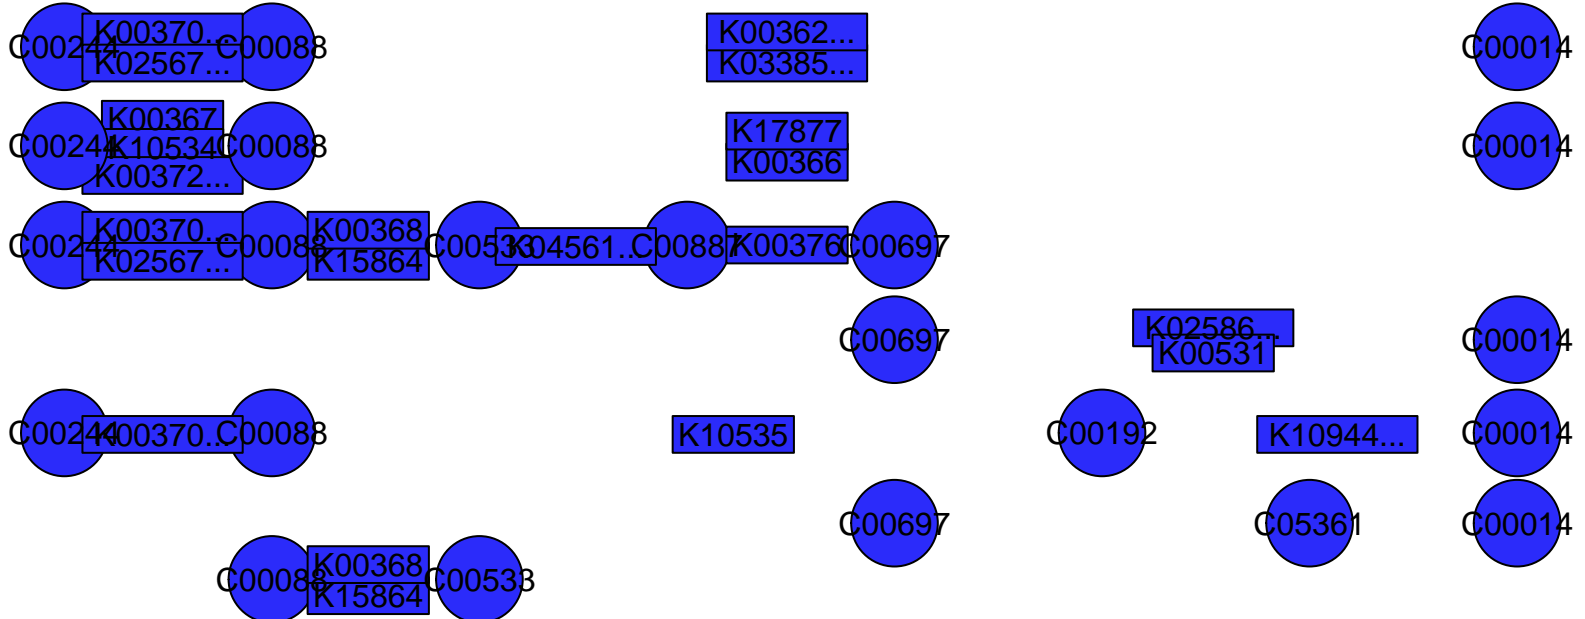 C00244 K00370... C00088 K00362... C00014
K02567... K03385...
K00367
C00244 K10534 C00088 K17877 C00014
K00372... K00366
C00244 K00370... C00088 K00368 C00533 K04561... C00887 K00376 C00697
K02567... K15864
C00697 K02586... C00014
K00531
C00244 K00370... C00088 K10535 C00192 K10944... C00014
C00697 C05361 C00014
C00088 K00368 C00533
K15864